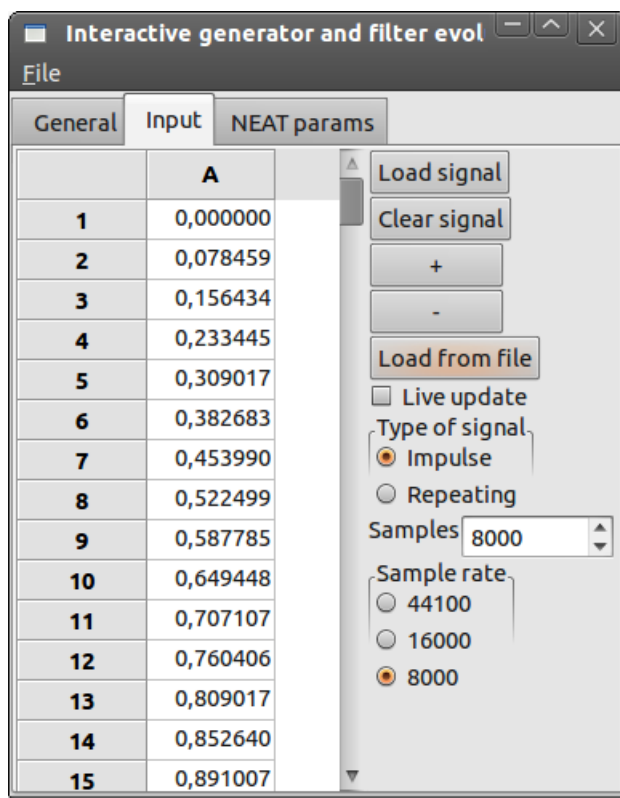 Interactive generator and filter evol
File
General Input NEAT params
A
1 0,000000
2 0,078459
3 0,156434
4 0,233445
5 0,309017
6 0,382683
7 0,453990
8 0,522499
9 0,587785
10 0,649448
11 0,707107
12 0,760406
13 0,809017
14 0,852640
15 0,891007
Load signal
Clear signal
+
-
Load from file
Live update
Type of signal
Impulse
Repeating
Samples 8000
Sample rate
44100
16000
8000